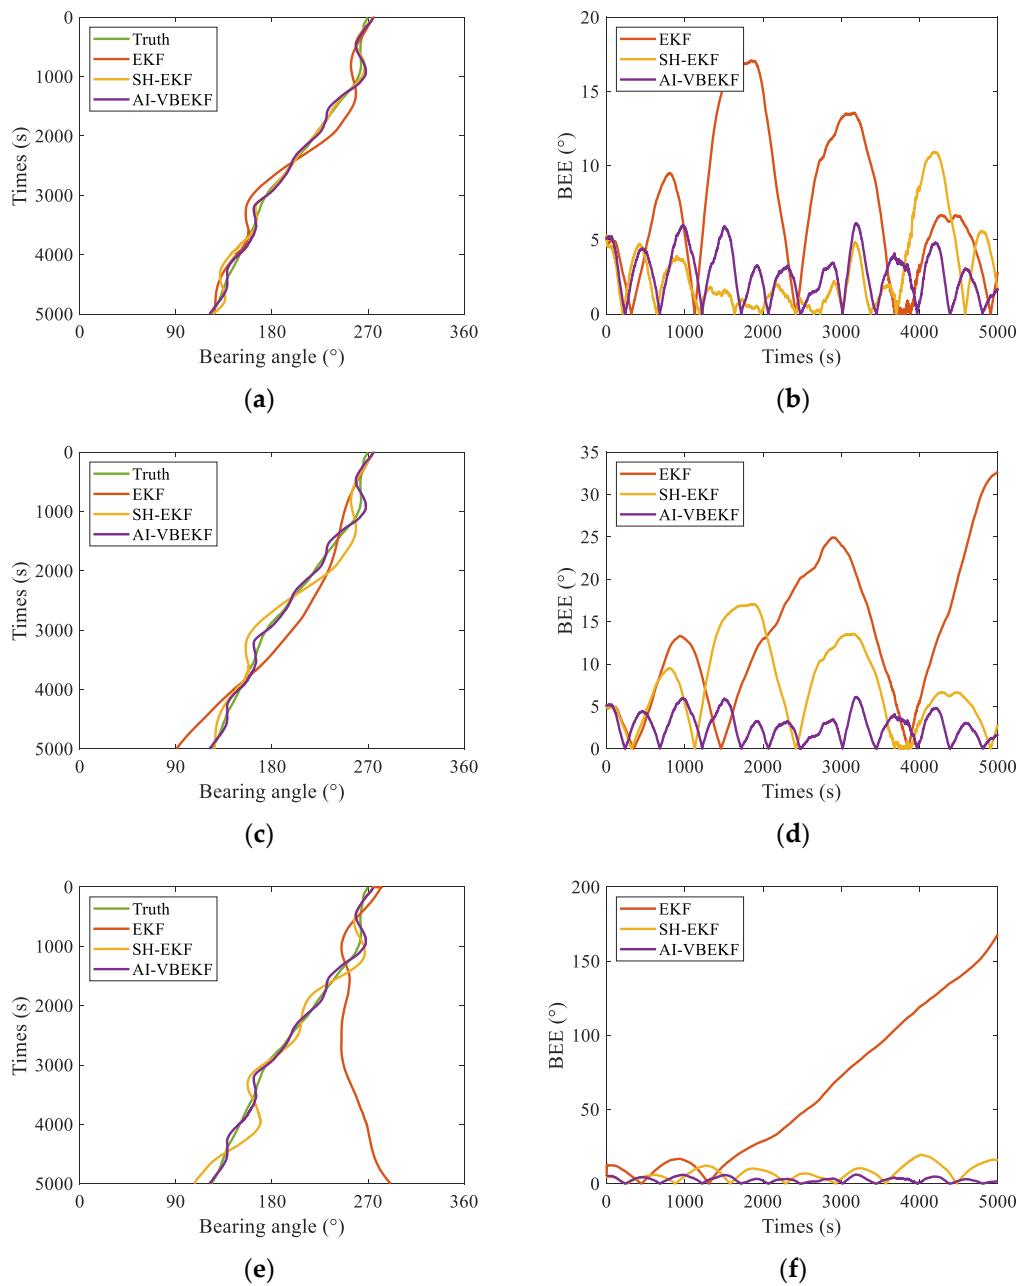 0
1000
2000
3000
4000
5000
Times (s)
0 90 180 270 360
Bearing angle (°)
Truth
EKF
SH-EKF
AI-VBEKF
(a)
20
15
10
5
0
BEE (°)
0 1000 2000 3000 4000 5000
Times (s)
EKF
SH-EKF
AI-VBEKF
(b)
0
1000
2000
3000
4000
5000
Times (s)
0 90 180 270 360
Bearing angle (°)
Truth
EKF
SH-EKF
AI-VBEKF
(c)
35
30
25
20
15
10
5
0
BEE (°)
0 1000 2000 3000 4000 5000
Times (s)
EKF
SH-EKF
AI-VBEKF
(d)
0
1000
2000
3000
4000
5000
Times (s)
0 90 180 270 360
Bearing angle (°)
Truth
EKF
SH-EKF
AI-VBEKF
(e)
200
150
100
50
0
BEE (°)
0 1000 2000 3000 4000 5000
Times (s)
EKF
SH-EKF
AI-VBEKF
(f)